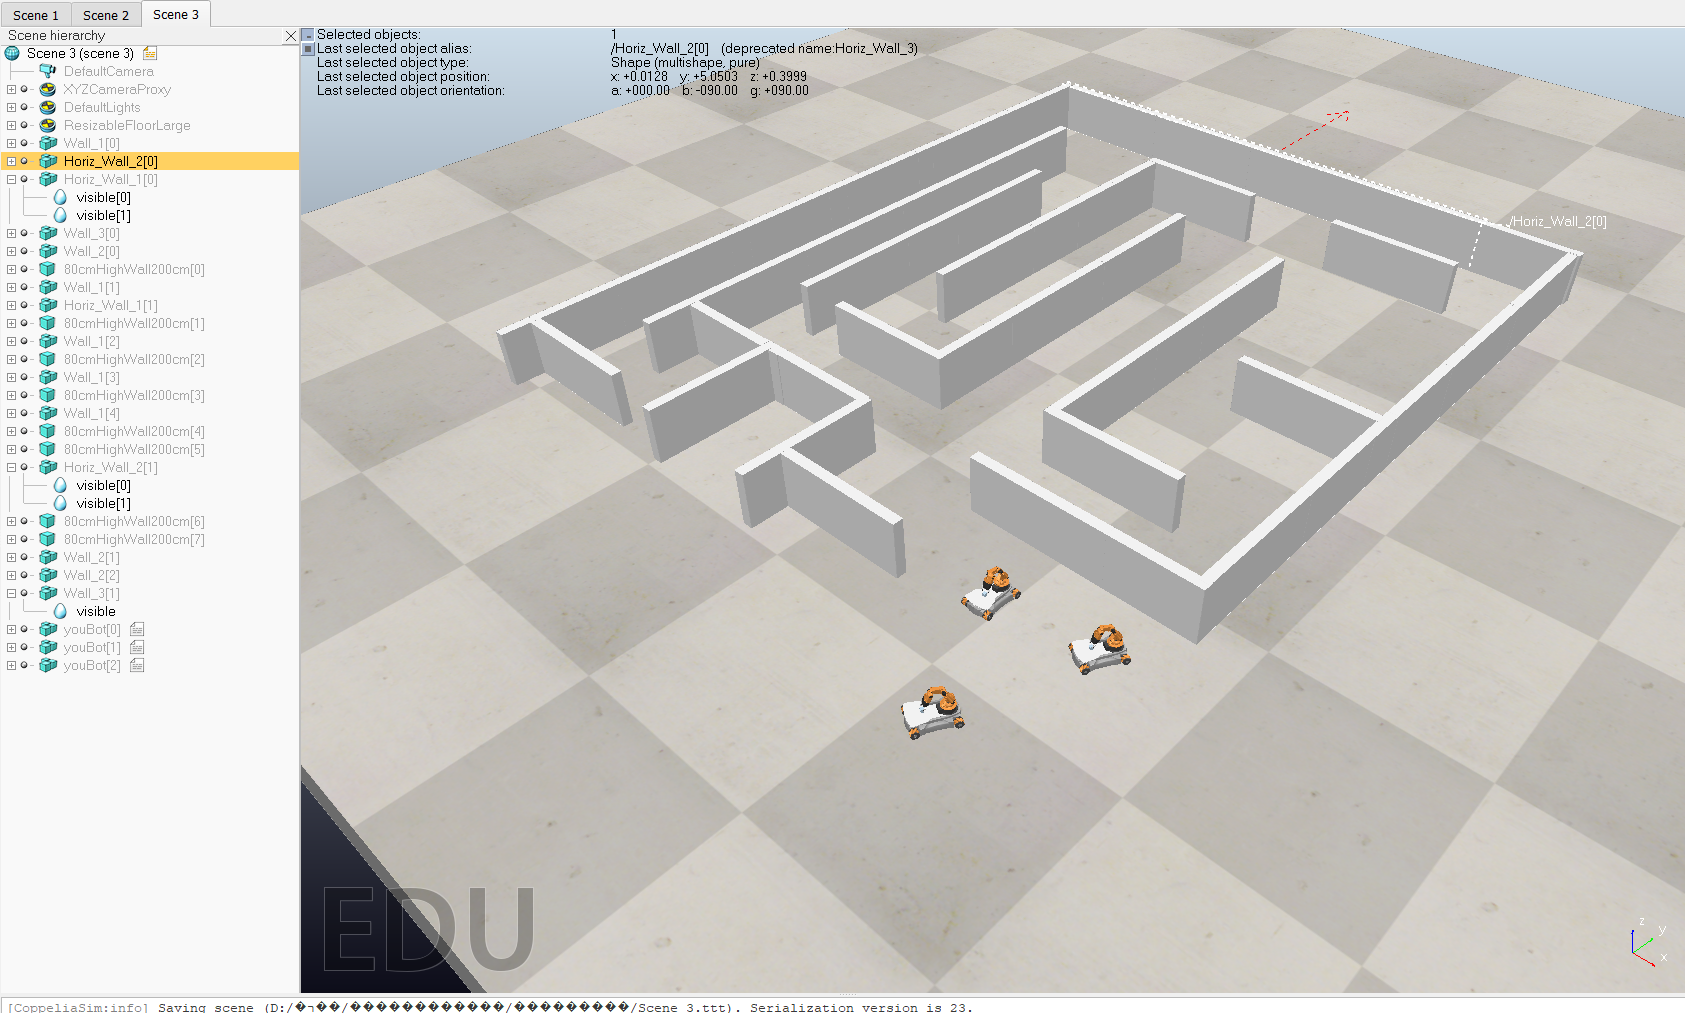 Scene 1 Scene 2 Scene 3
Scene hierarchy
Scene 3 (scene 3)
DefaultCamera
XYZCameraProxy
DefaultLights
ResizableFloorLarge
Wall_1[0]
Horiz_Wall_2[0]
Horiz_Wall_1[0]
visible[0]
visible[1]
Wall_3[0]
Wall_2[0]
80cmHighWall200cm[0]
Wall_1[1]
Horiz_Wall_1[1]
80cmHighWall200cm[1]
Wall_1[2]
80cmHighWall200cm[2]
Wall_1[3]
80cmHighWall200cm[3]
Wall_1[4]
80cmHighWall200cm[4]
80cmHighWall200cm[5]
Horiz_Wall_2[1]
visible[0]
visible[1]
80cmHighWall200cm[6]
80cmHighWall200cm[7]
Wall_2[1]
Wall_2[2]
Wall_3[1]
visible
youBot[0]
youBot[1]
youBot[2]
Selected objects: 1
Last selected object alias: /Horiz_Wall_2[0] (deprecated name:Horiz_Wall_3)
Last selected object type: Shape (multishape, pure)
Last selected object position: x: +0.0128 y: +5.0503 z: +0.3999
Last selected object orientation: a: +000.00 b: -090.00 g: +090.00
/Horiz_Wall_2[0]
EDU
z
y
x
[CoppeliaSim:info] Saving scene (D:/�┐��/������������/���������/Scene 3.ttt). Serialization version is 23.